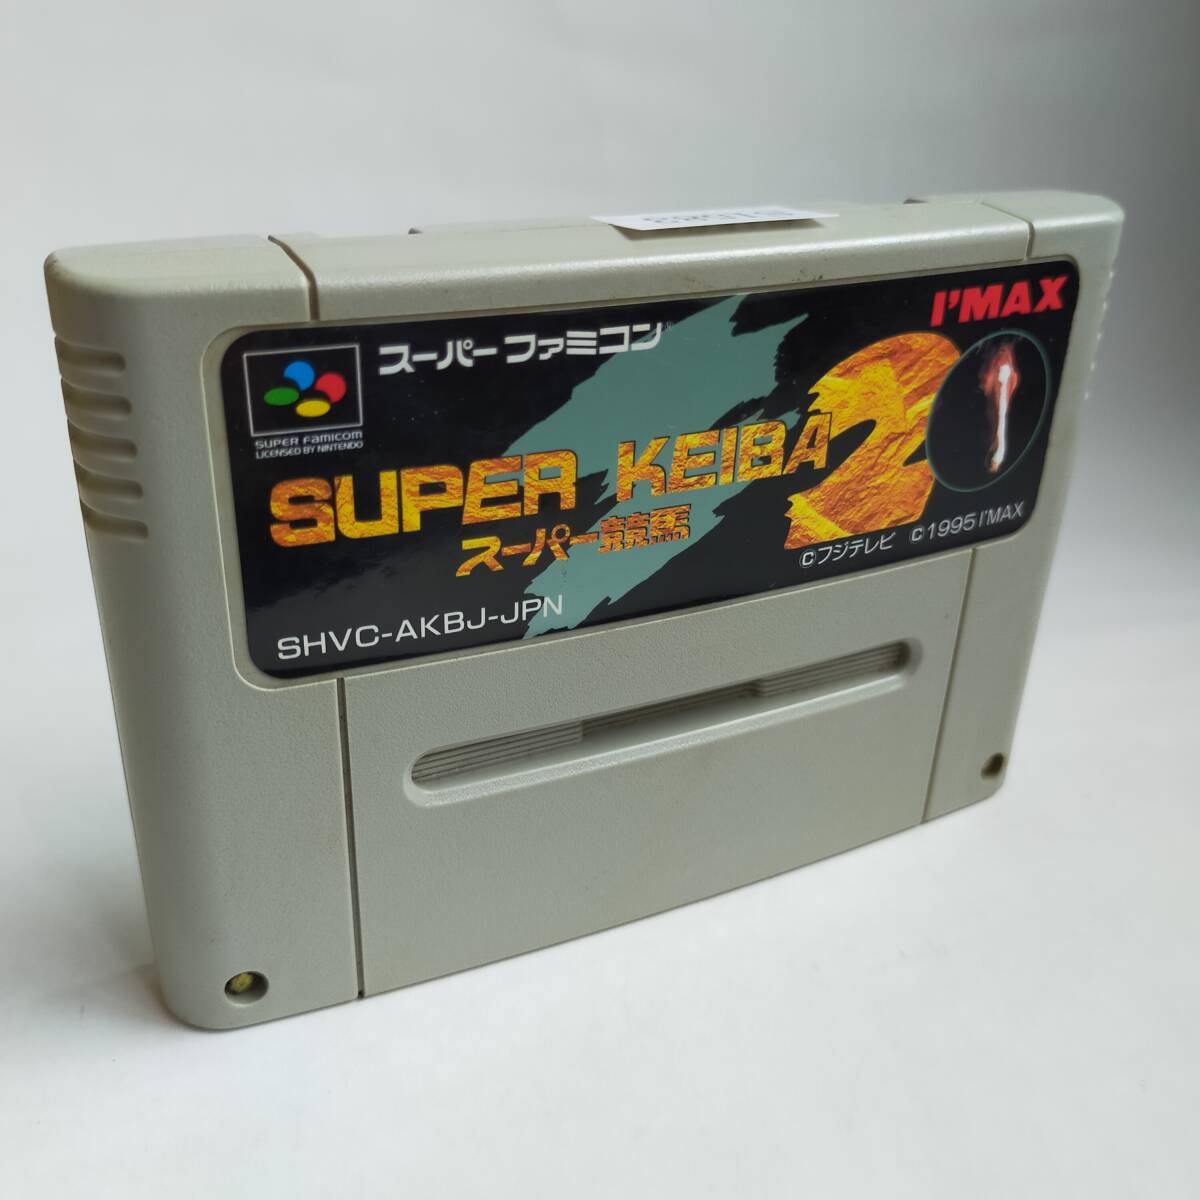 I'MAX
スーパーファミコン
SUPER FAMICOM
LICENSED BY NINTENDO
SUPER KEIBA 2
スーパー競馬
©フジテレビ ©1995 I'MAX
SHVC-AKBJ-JPN